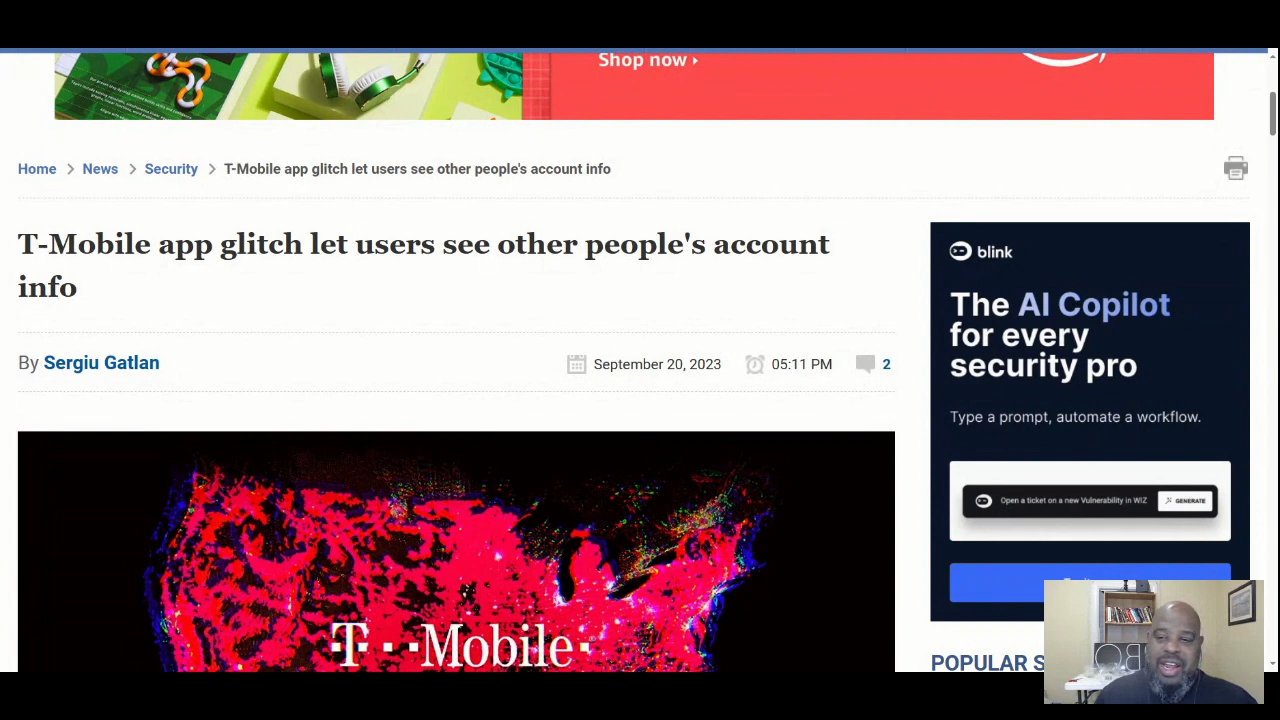 Shop now ›
Home > News > Security > T-Mobile app glitch let users see other people's account info
T-Mobile app glitch let users see other people's account
info
By Sergiu Gatlan
September 20, 2023 05:11 PM 2
T··Mobile·
blink
The AI Copilot
for every
security pro
Type a prompt, automate a workflow.
Open a ticket on a new Vulnerability in WIZ GENERATE
POPULAR S